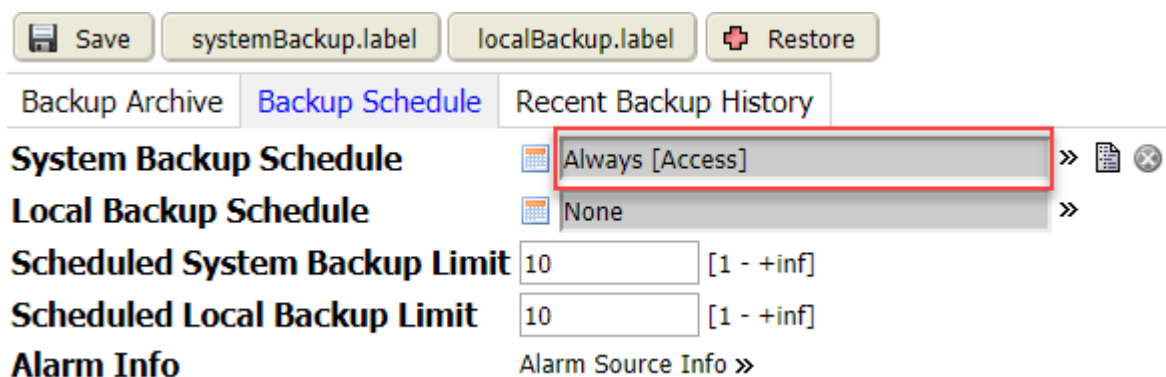 Save systemBackup.label localBackup.label Restore
Backup Archive Backup Schedule Recent Backup History
System Backup Schedule Always [Access] »
Local Backup Schedule None »
Scheduled System Backup Limit 10 [1 - +inf]
Scheduled Local Backup Limit 10 [1 - +inf]
Alarm Info Alarm Source Info »